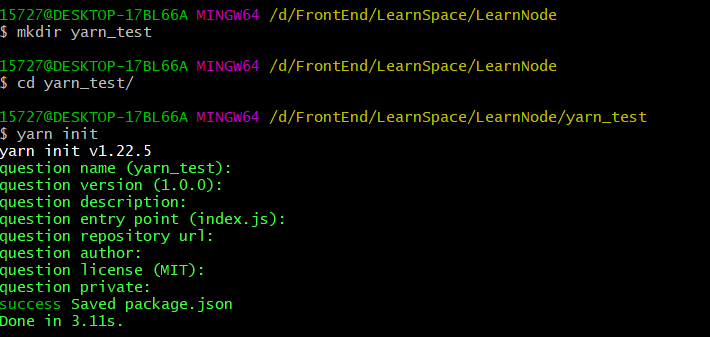 15727@DESKTOP-17BL66A MINGW64 /d/FrontEnd/LearnSpace/LearnNode
$ mkdir yarn_test
15727@DESKTOP-17BL66A MINGW64 /d/FrontEnd/LearnSpace/LearnNode
$ cd yarn_test/
15727@DESKTOP-17BL66A MINGW64 /d/FrontEnd/LearnSpace/LearnNode/yarn_test
$ yarn init
yarn init v1.22.5
question name (yarn_test):
question version (1.0.0):
question description:
question entry point (index.js):
question repository url:
question author:
question license (MIT):
question private:
success Saved package.json
Done in 3.11s.